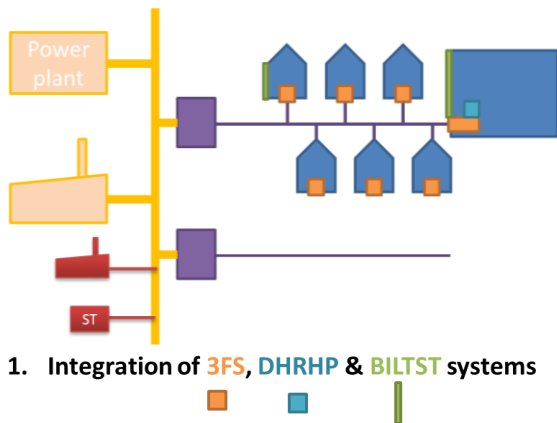 Power
plant
ST
1. Integration of 3FS, DHRHP & BILTST systems